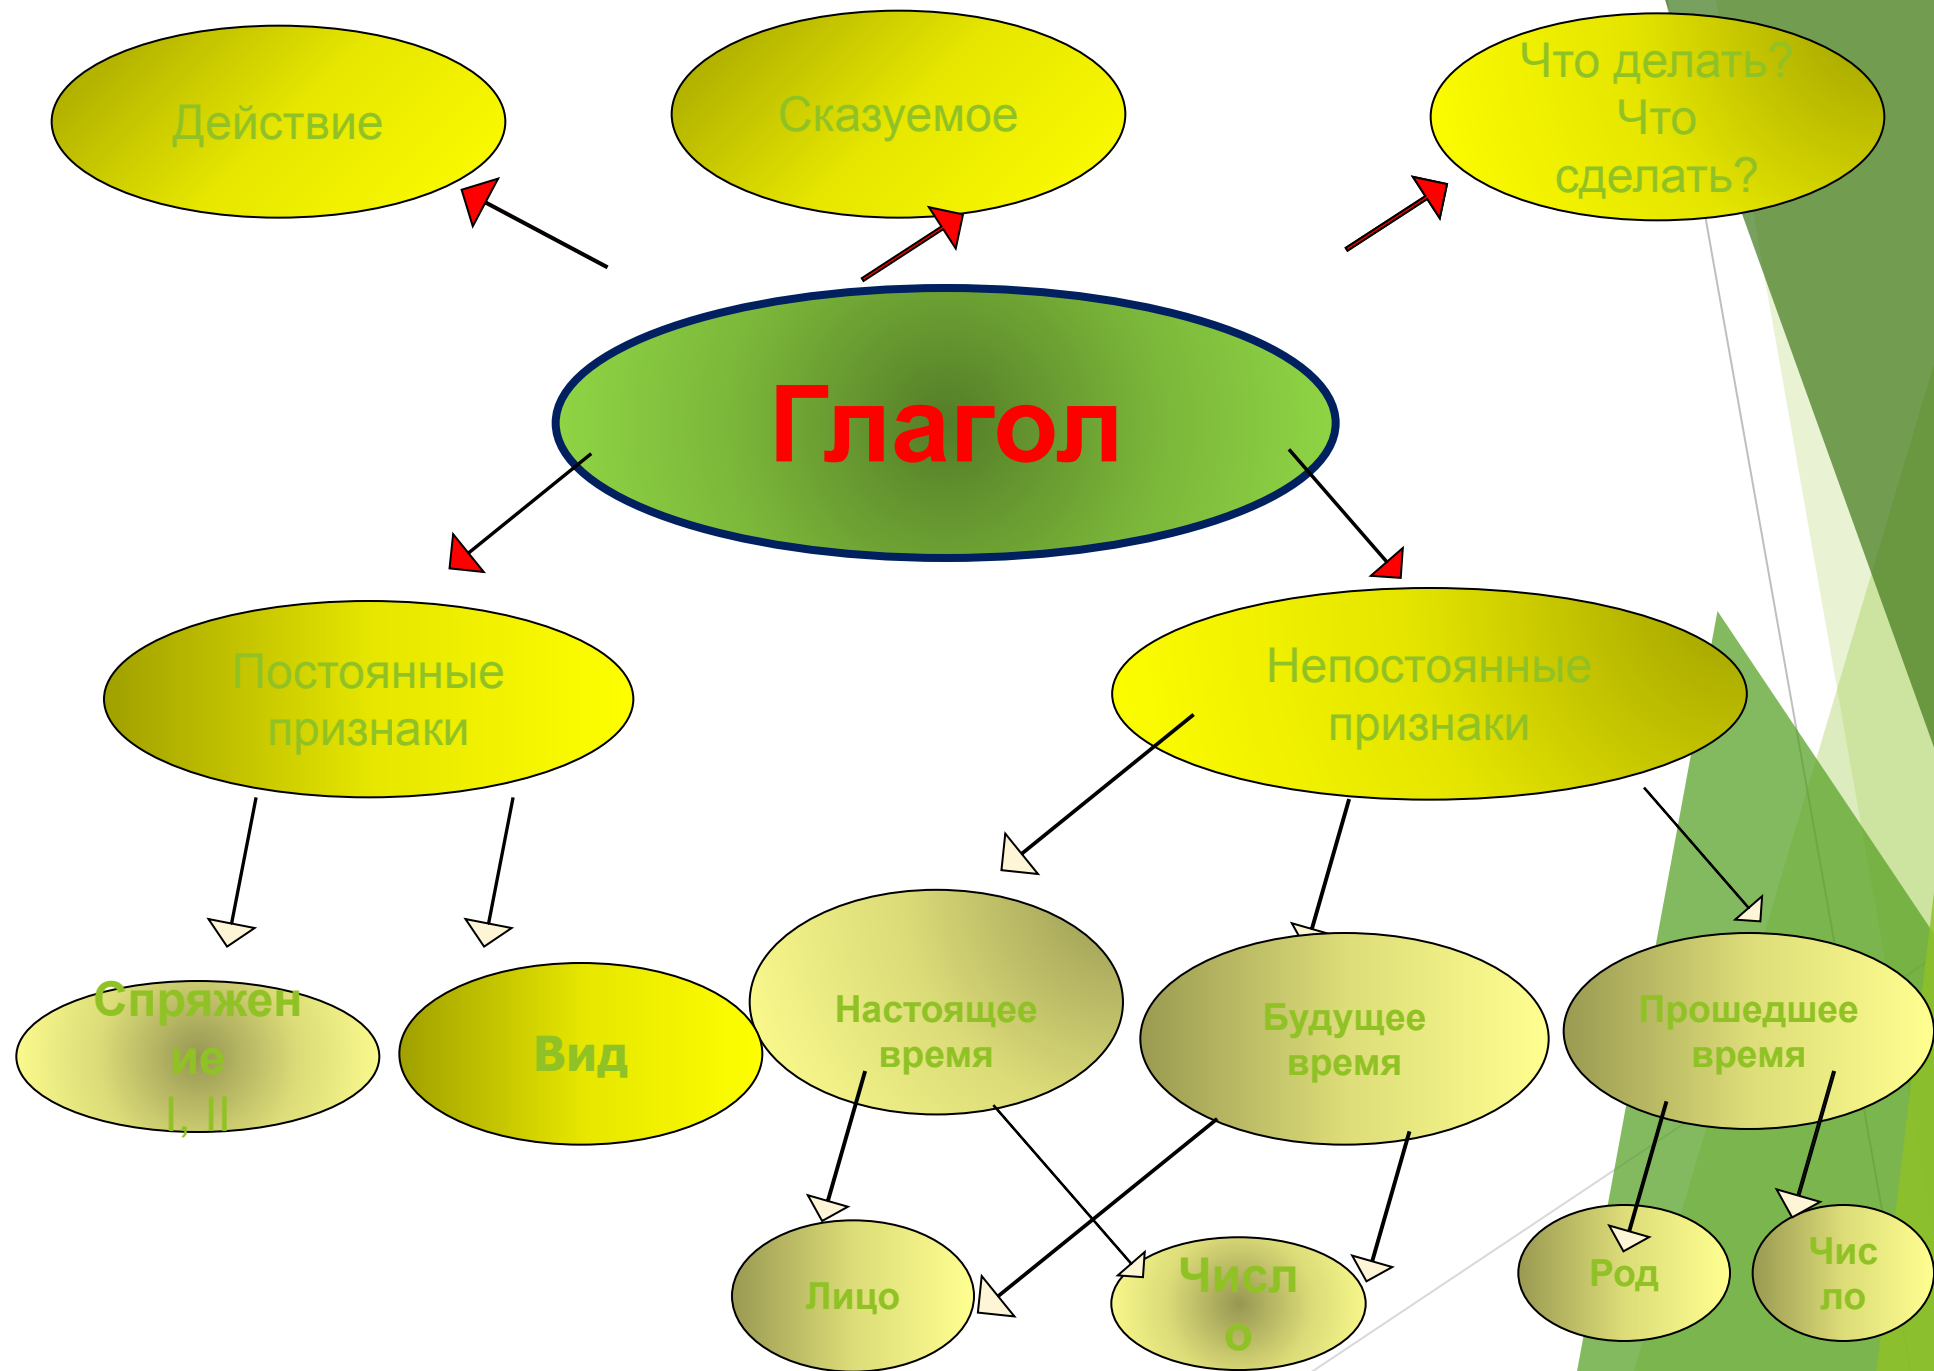 Действие
Сказуемое
Что делать?
Что
сделать?
Глагол
Постоянные
признаки
Непостоянные
признаки
Спряжен
ие
I, II
Вид
Настоящее
время
Будущее
время
Прошедшее
время
Лицо
Числ
о
Род
Чис
ло